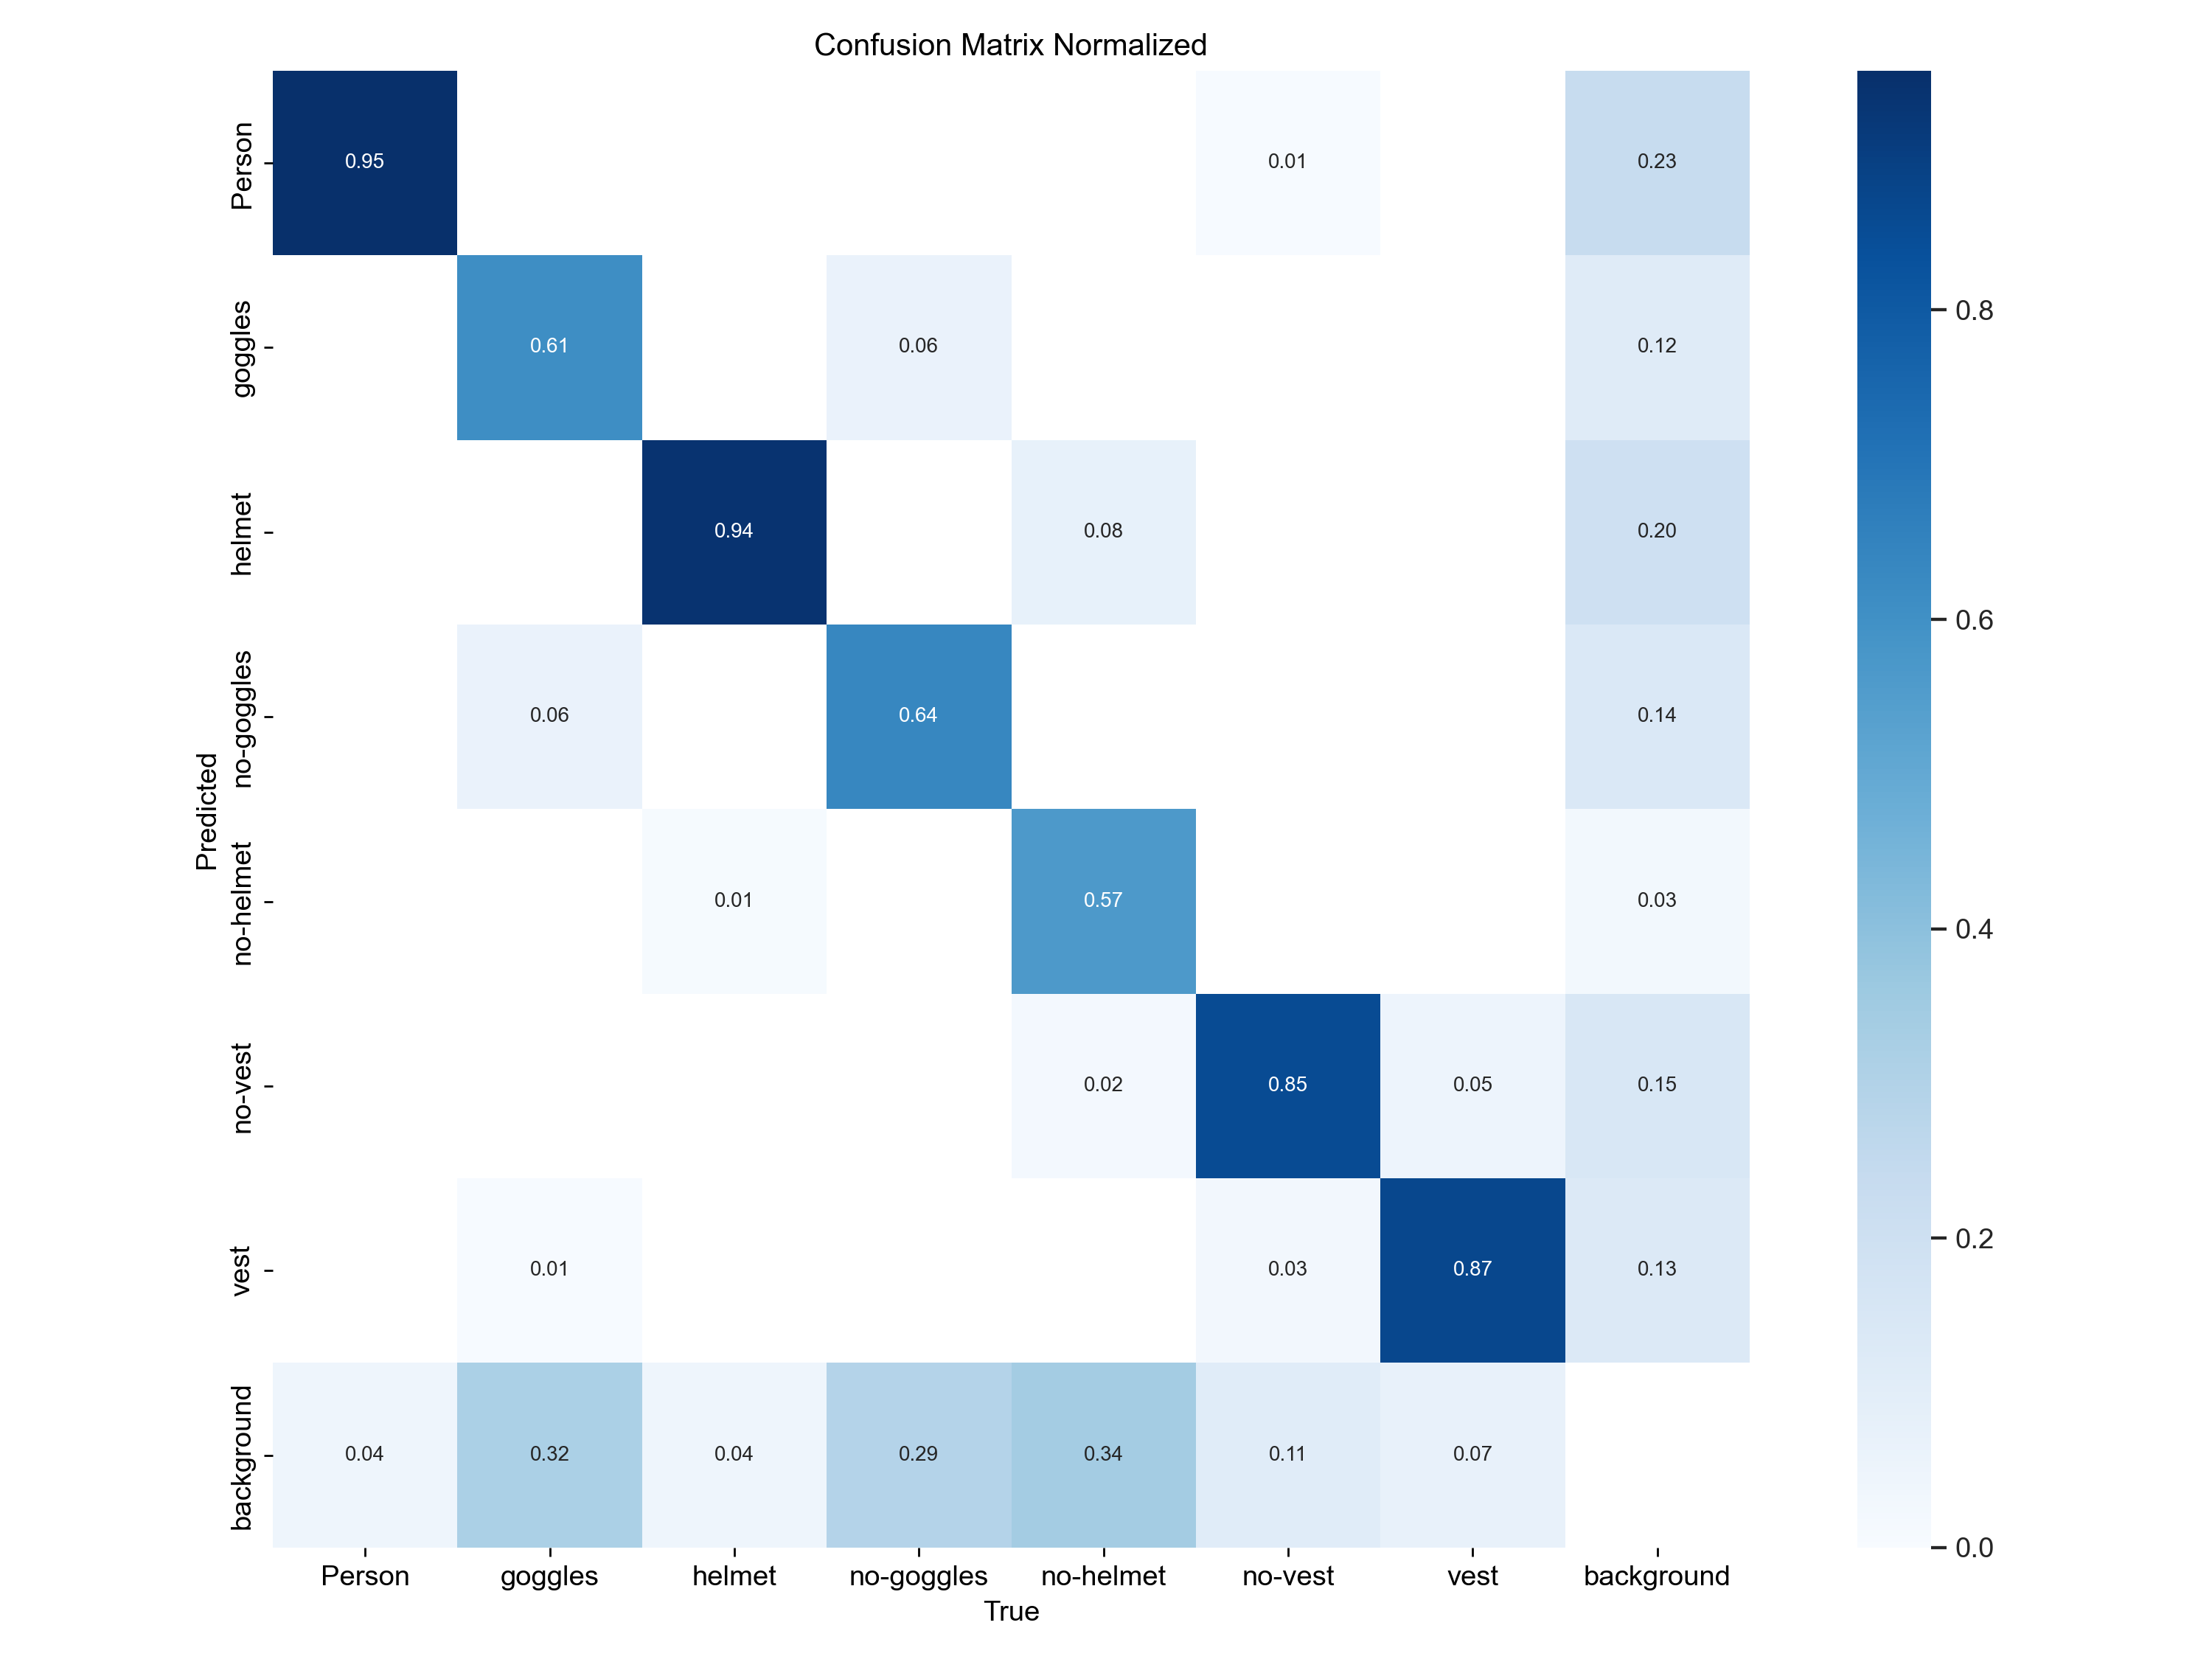 Confusion Matrix Normalized
Person
0.95
0.01
0.23
goggles
0.61
0.06
0.12
0.8
helmet
0.94
0.08
0.20
0.6
no-goggles
0.06
0.64
0.14
Predicted
no-helmet
0.01
0.57
0.03
0.4
no-vest
0.02
0.85
0.05
0.15
vest
0.01
0.03
0.87
0.13
0.2
background
0.04
0.32
0.04
0.29
0.34
0.11
0.07
0.0
Person goggles helmet no-goggles no-helmet no-vest vest background
True